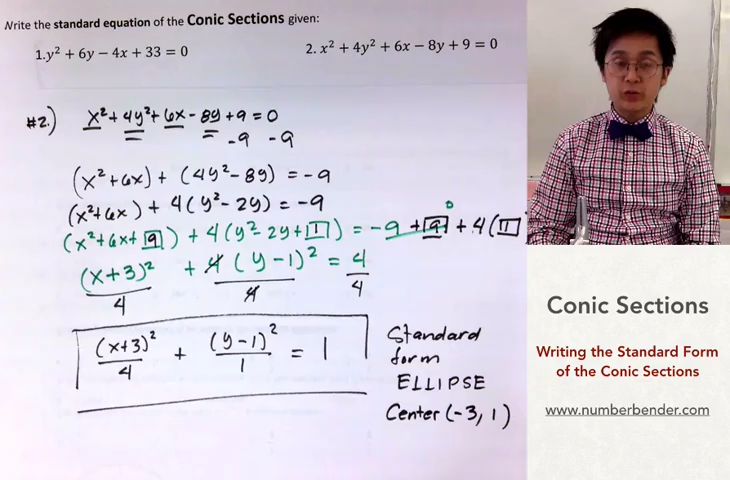 Write the standard equation of the Conic Sections given:
1.y² + 6y − 4x + 33 = 0
2. x² + 4y² + 6x − 8y + 9 = 0
#2.) x² + 4y² + 6x - 8y + 9 = 0
-9 -9
(x² + 6x) + (4y² - 8y) = -9
(x² + 6x) + 4(y² - 2y) = -9
0
(x² + 6x + 9) + 4(y² - 2y + 1) = -9 + 9 + 4(1)
(x+3)²/4 + 4(y-1)²/4 = 4/4
(x+3)²/4 + (y-1)²/1 = 1
Standard
form
ELLIPSE
Center (-3, 1)
Conic Sections
Writing the Standard Form
of the Conic Sections
www.numberbender.com